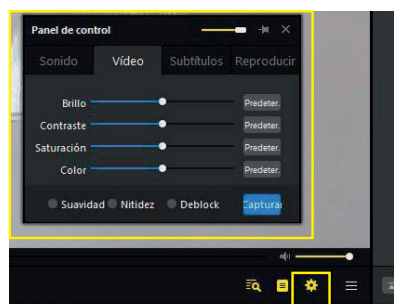 Panel de control
Sonido Vídeo Subtítulos Reproducir
Brillo Predeter.
Contraste Predeter.
Saturación Predeter.
Color Predeter.
Suavidad Nitidez Deblock Capturar